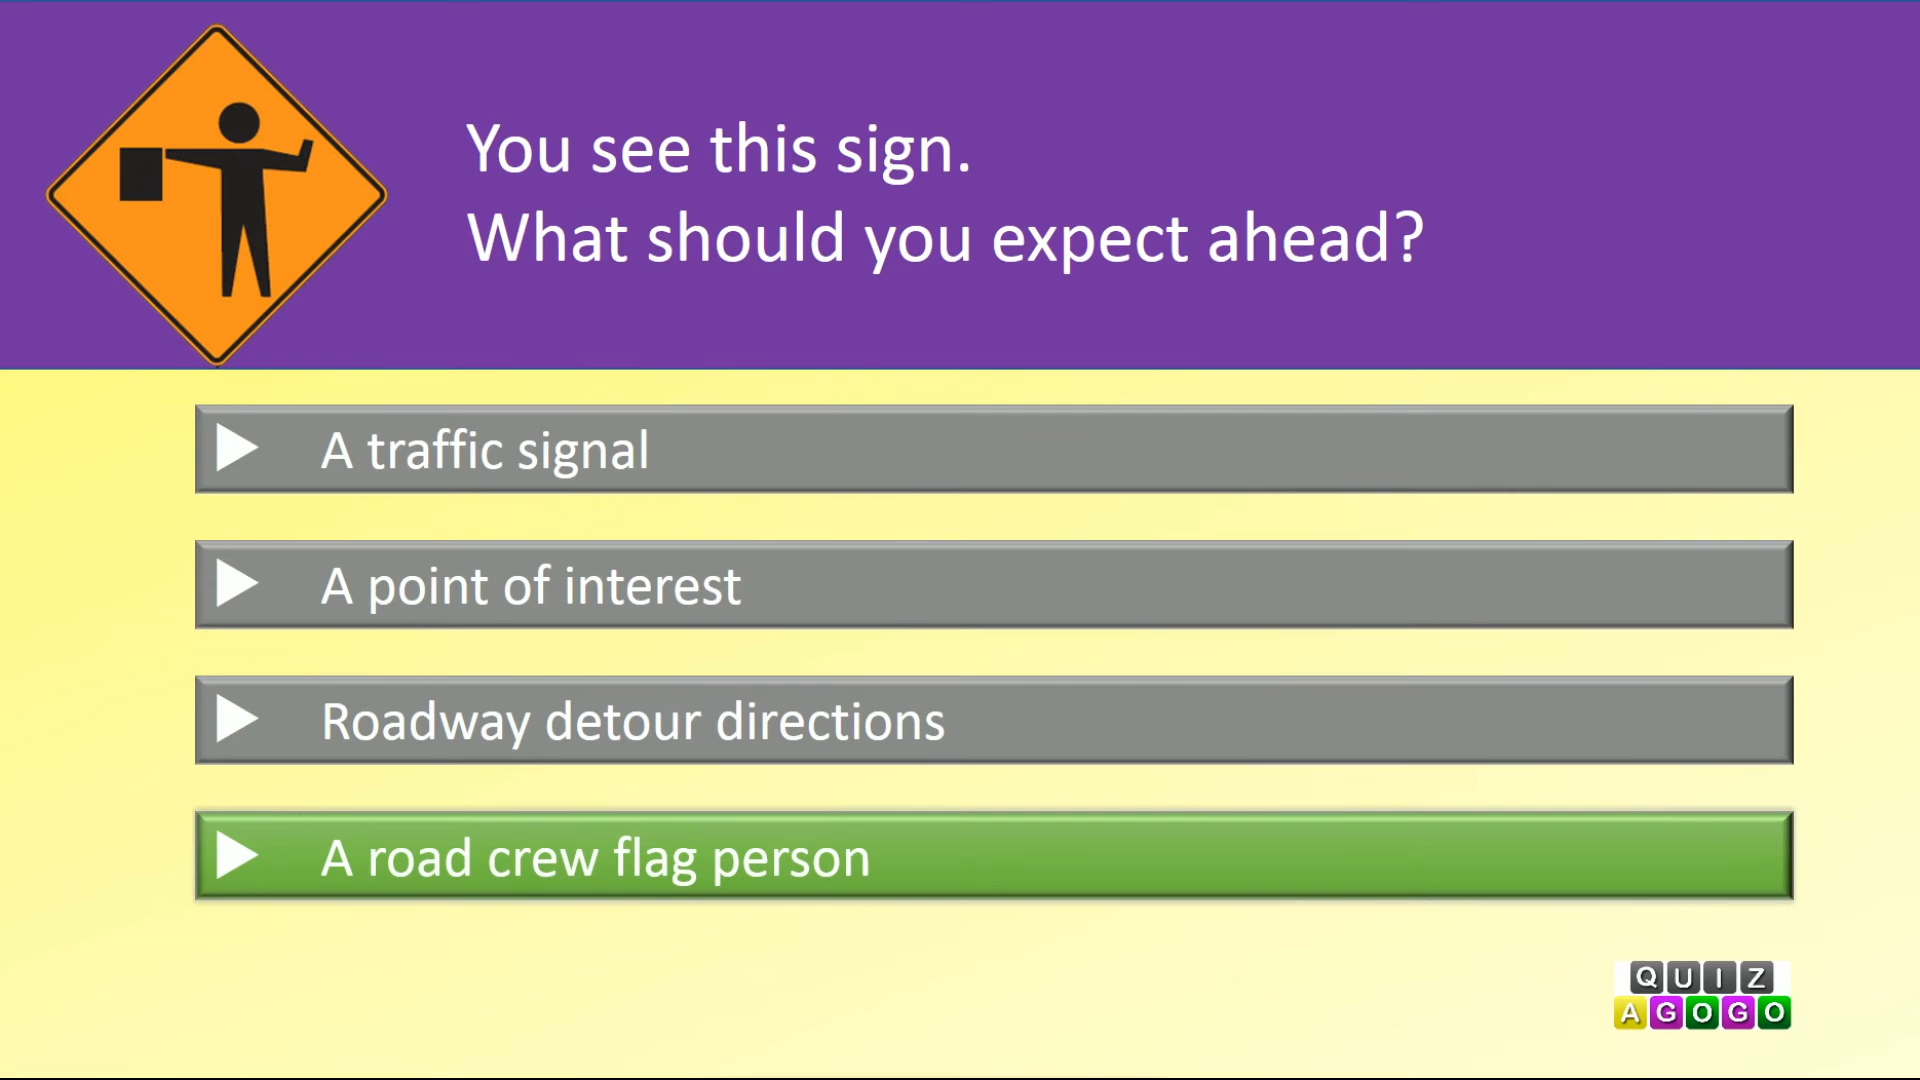 You see this sign.
What should you expect ahead?
A traffic signal
A point of interest
Roadway detour directions
A road crew flag person
QUIZ
AGOGO